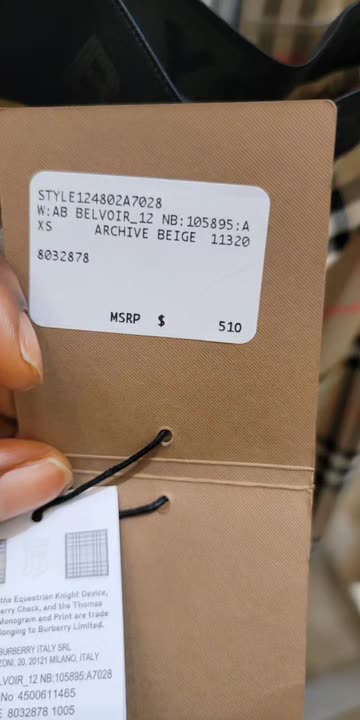 STYLE124802A7028
W:AB BELVOIR_12 NB:105895:A
XS ARCHIVE BEIGE 11320
8032878
MSRP $ 510
the Equestrian Knight Device,
erry Check, and the Thomas
Monogram and Print are trade
longing to Burberry Limited.
BURBERRY ITALY SRL
ZONI, 20, 20121 MILANO, ITALY
LVOIR_12 NB:105895:A7028
No 4500611465
E 8032878 1005